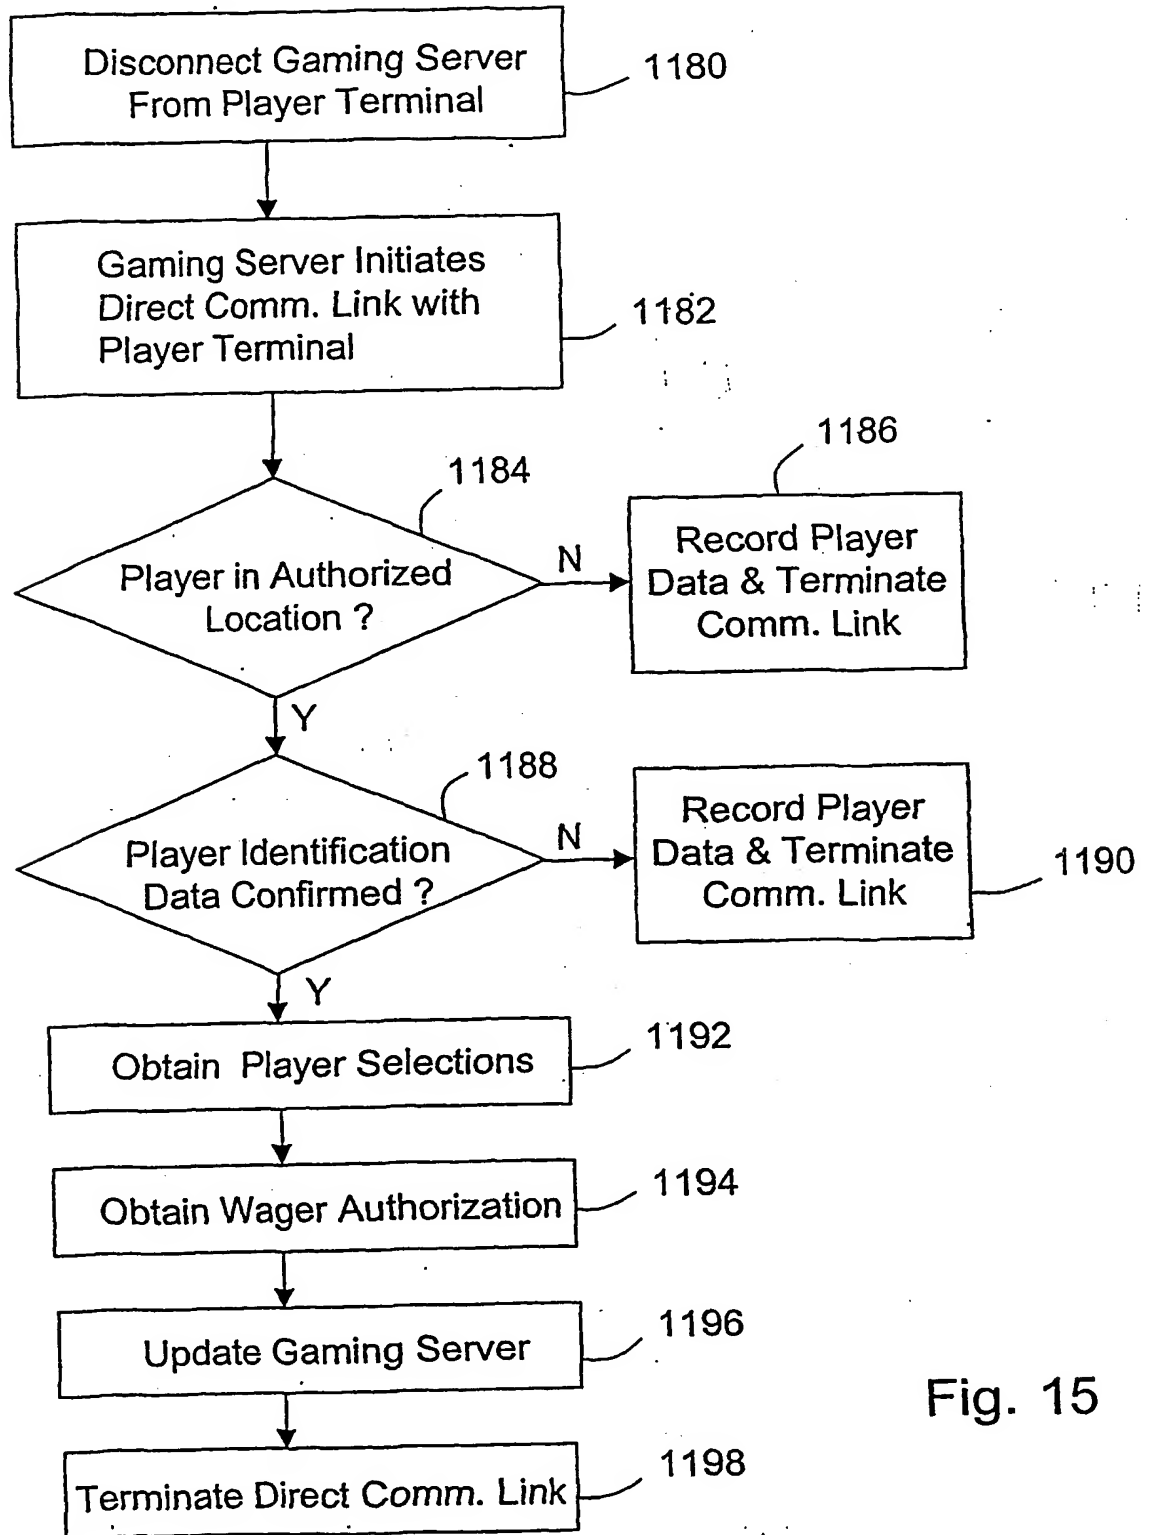 Disconnect Gaming Server
From Player Terminal
1180
Gaming Server Initiates
Direct Comm. Link with
Player Terminal
1182
1184
Player in Authorized
Location ?
N
1186
Record Player
Data & Terminate
Comm. Link
Y
1188
Player Identification
Data Confirmed ?
N
Record Player
Data & Terminate
Comm. Link
1190
Y
Obtain Player Selections
1192
Obtain Wager Authorization
1194
Update Gaming Server
1196
Terminate Direct Comm. Link
1198
Fig. 15